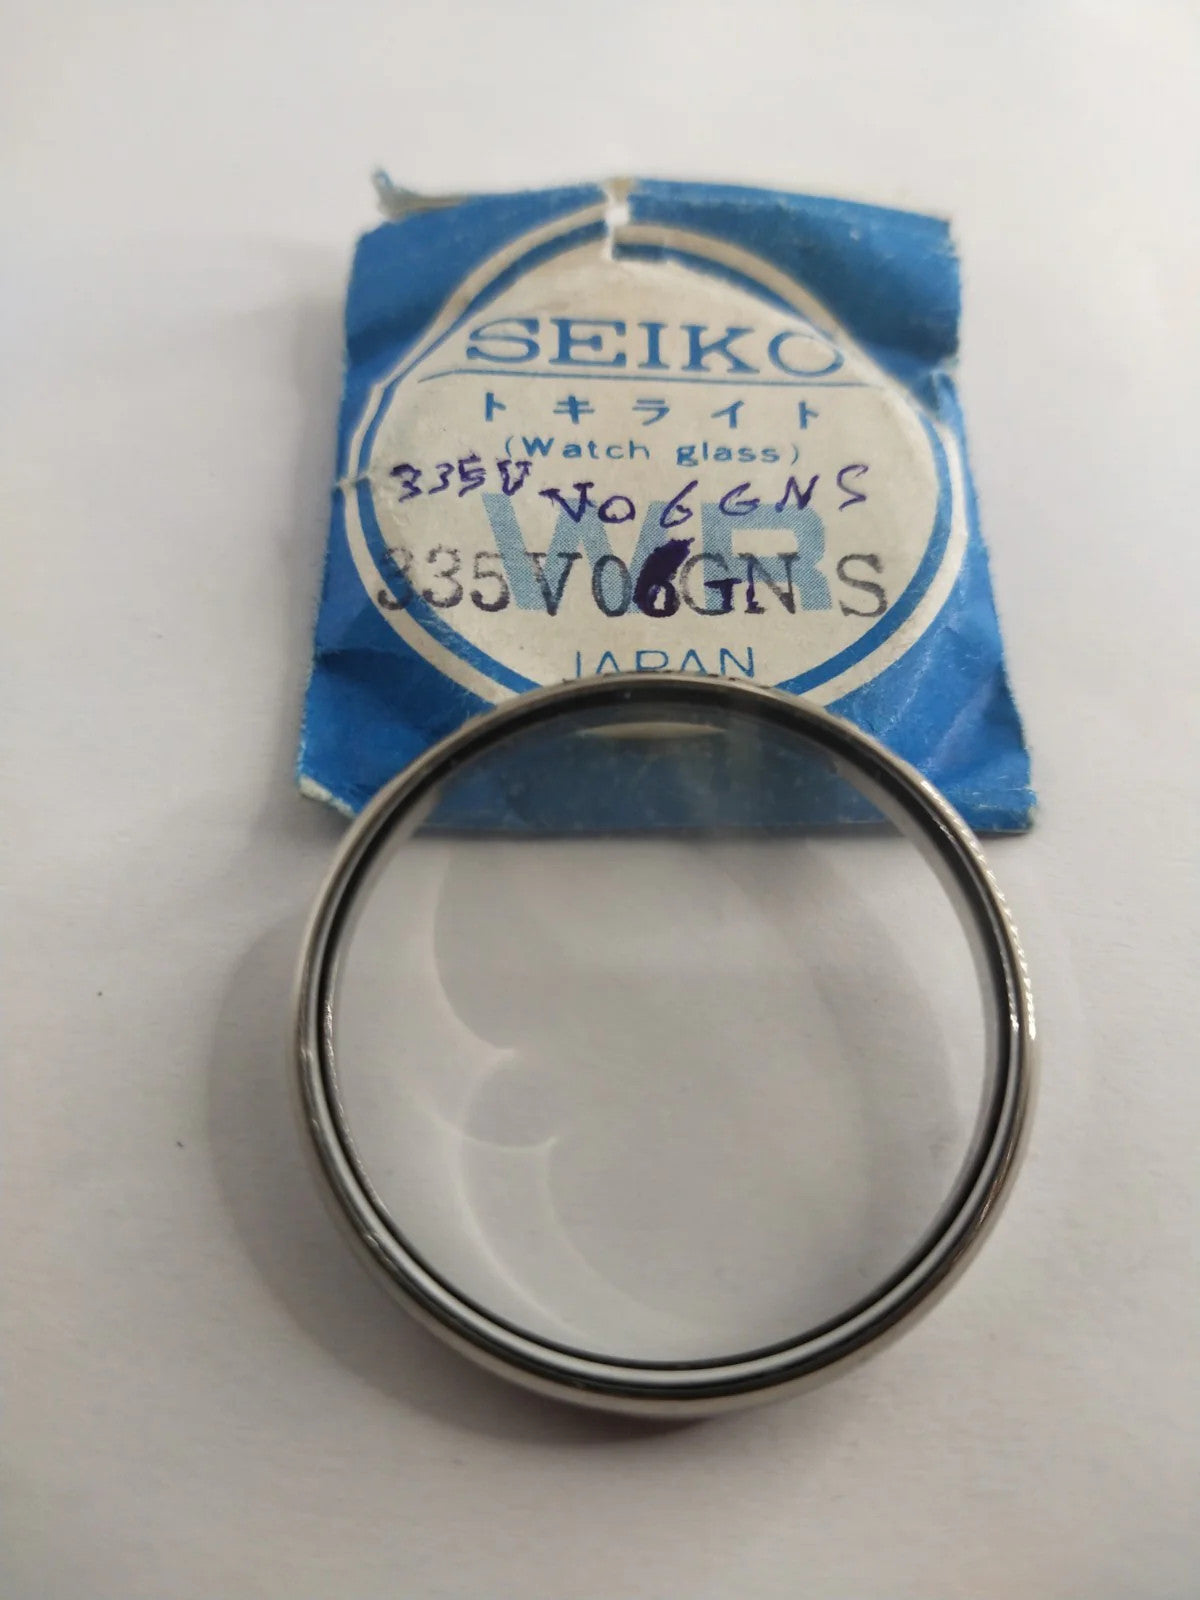 SEIKO
トキライト
(Watch glass)
335V V06GNS
WR
335V06GNS
JAPAN